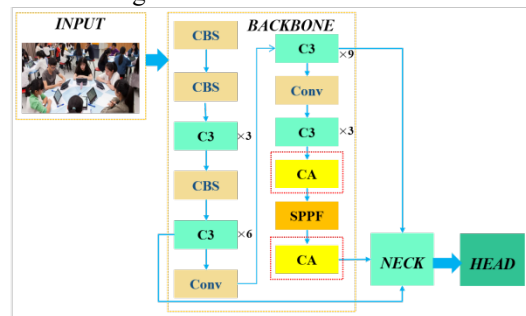 INPUT
BACKBONE
CBS
CBS
C3 ×3
CBS
C3 ×6
Conv
C3 ×9
Conv
C3 ×3
CA
SPPF
CA
NECK
HEAD